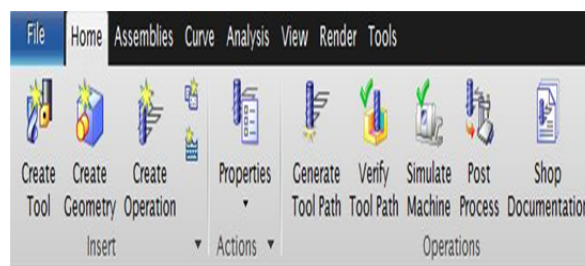 File Home Assemblies Curve Analysis View Render Tools
Create Tool
Create Geometry
Create Operation
Properties
Generate Tool Path
Verify Tool Path
Simulate Machine
Post Process
Shop Documentation
Insert
Actions
Operations